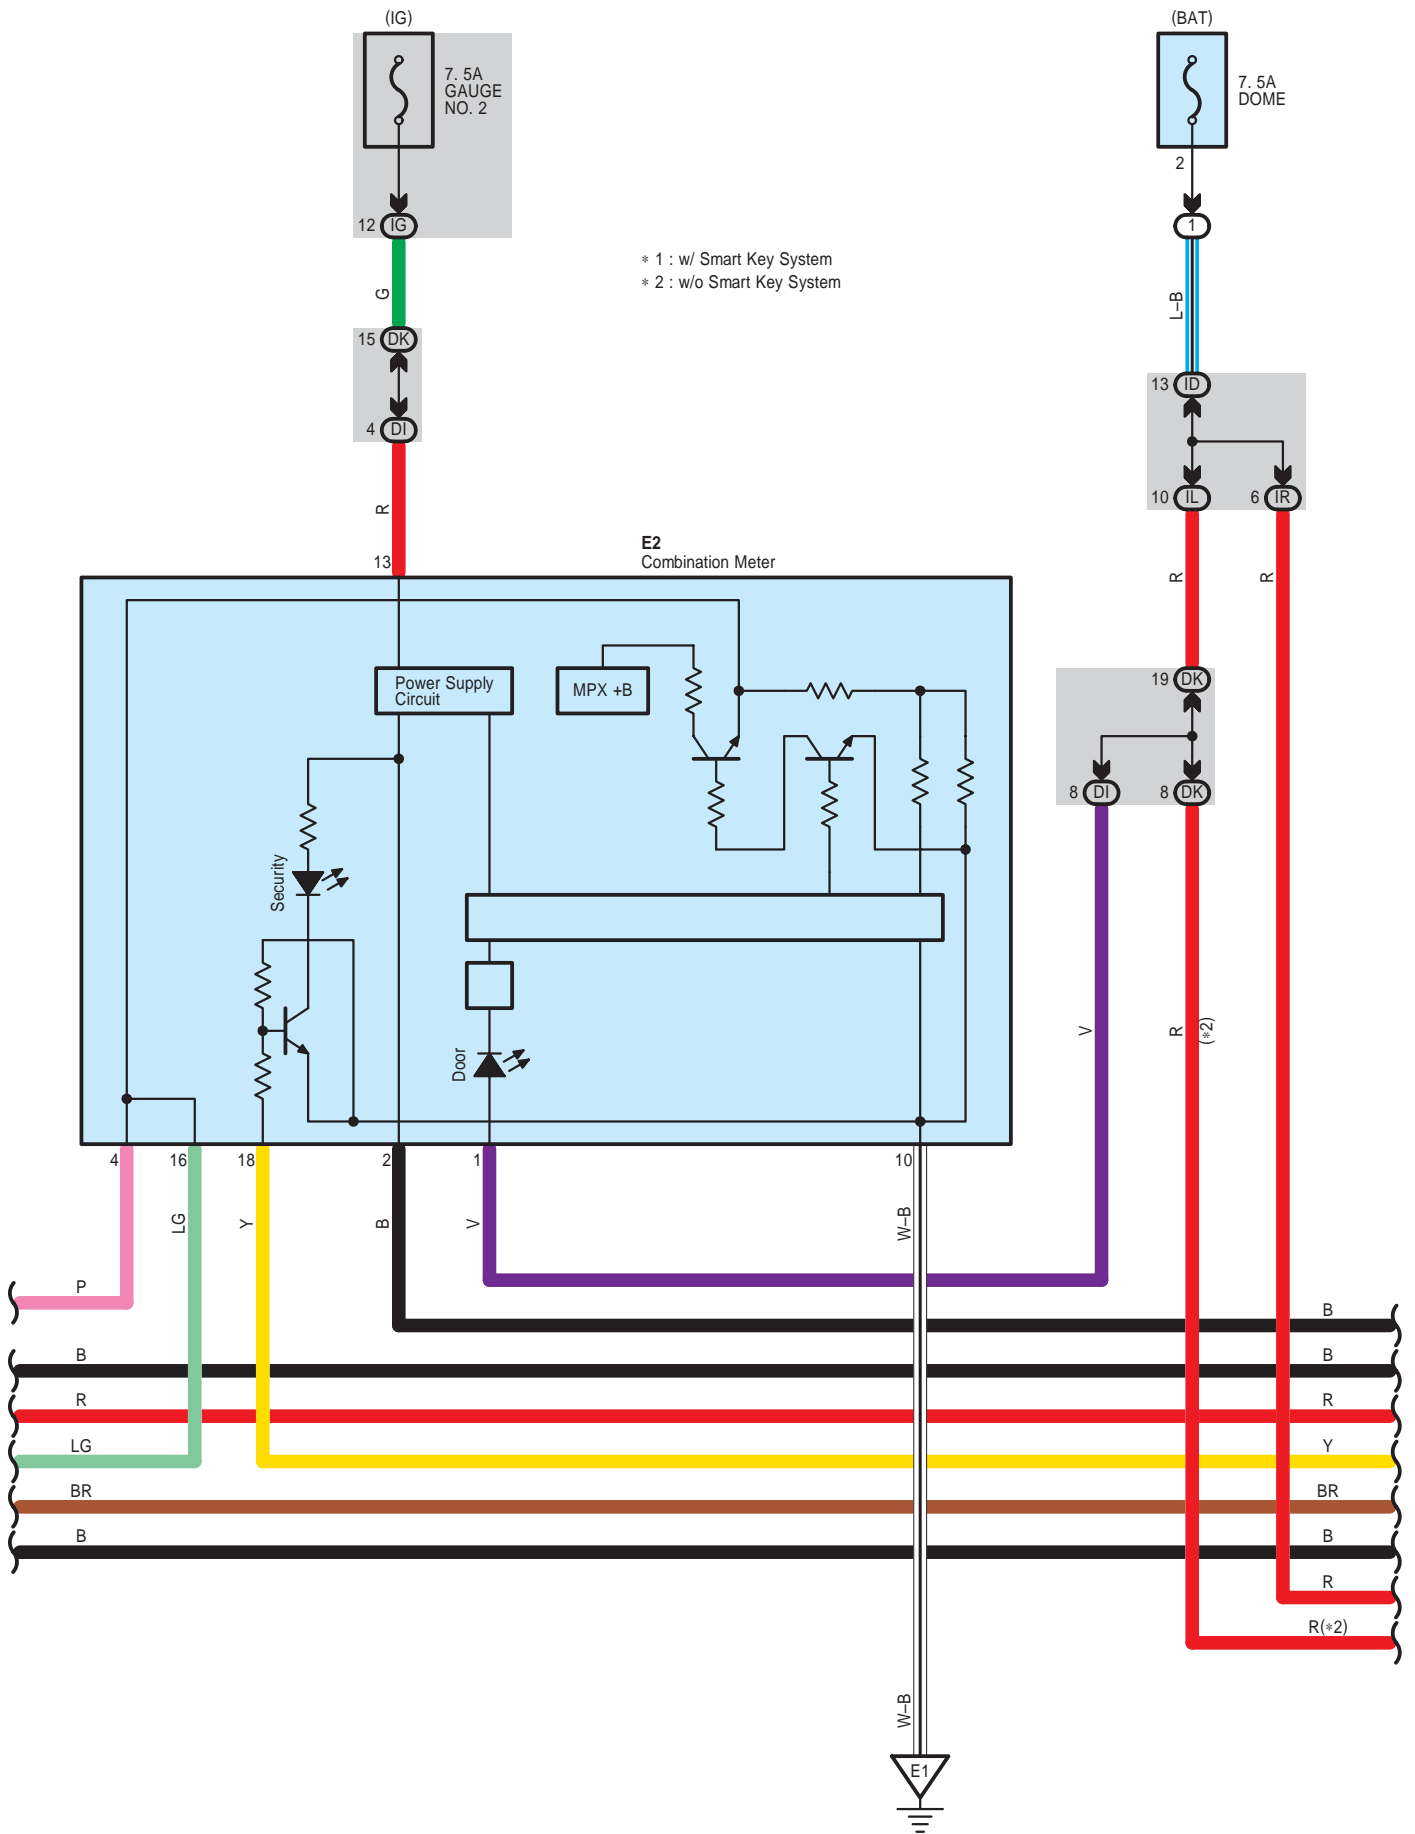 (IG)
(BAT)
7. 5A
GAUGE
NO. 2
7. 5A
DOME
2
12 IG
1
∗ 1 : w/ Smart Key System
∗ 2 : w/o Smart Key System
G
L–B
15 DK
13 ID
4 DI
10 IL
6 IR
R
R
R
E2
Combination Meter
13
Power Supply
Circuit
MPX +B
19 DK
8 DI
8 DK
Security
Door
V
R
(∗2)
4
16
18
2
1
10
LG
Y
B
V
W–B
P
B
B
B
R
R
LG
Y
BR
BR
B
B
R
R(∗2)
W–B
E1